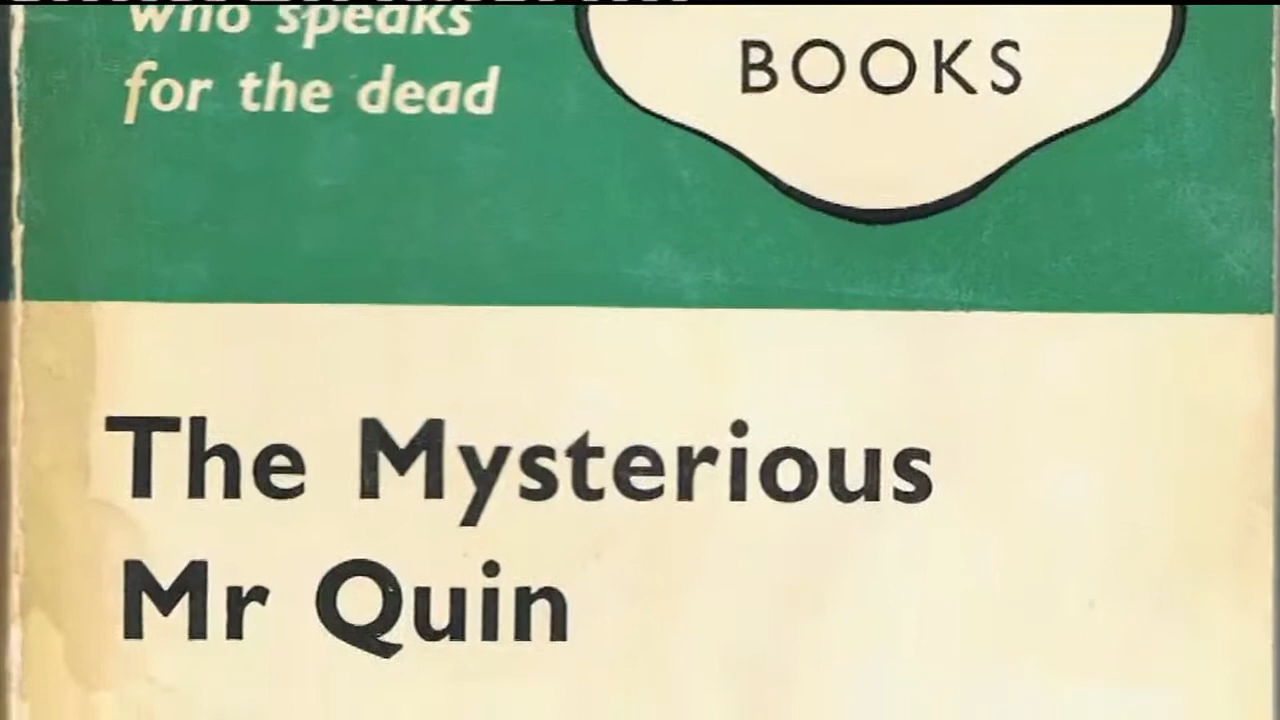 who speaks
for the dead
BOOKS
The Mysterious
Mr Quin